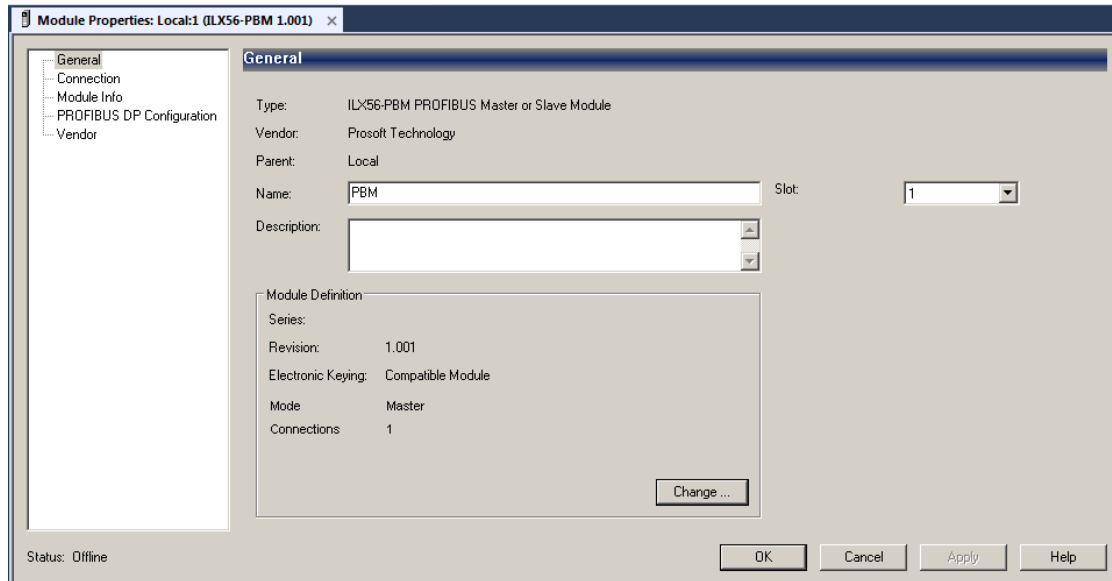 Module Properties: Local:1 (ILX56-PBM 1.001) ×
General
Connection
Module Info
PROFIBUS DP Configuration
Vendor
General
Type: ILX56-PBM PROFIBUS Master or Slave Module
Vendor: Prosoft Technology
Parent: Local
Name: PBM Slot: 1
Description:
Module Definition
Series:
Revision: 1.001
Electronic Keying: Compatible Module
Mode Master
Connections 1
Change ...
Status: Offline OK Cancel Apply Help